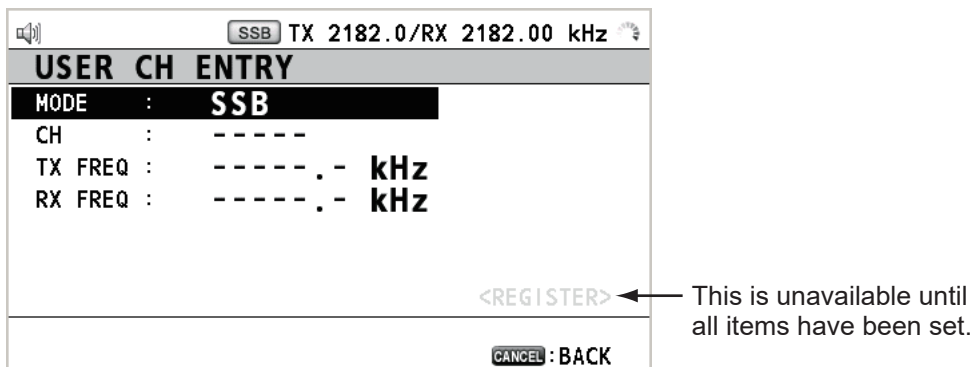 SSB TX 2182.0/RX 2182.00 kHz
USER CH ENTRY
MODE : SSB
CH : -----
TX FREQ : -----.- kHz
RX FREQ : -----.- kHz
<REGISTER>
This is unavailable until
all items have been set.
CANCEL : BACK